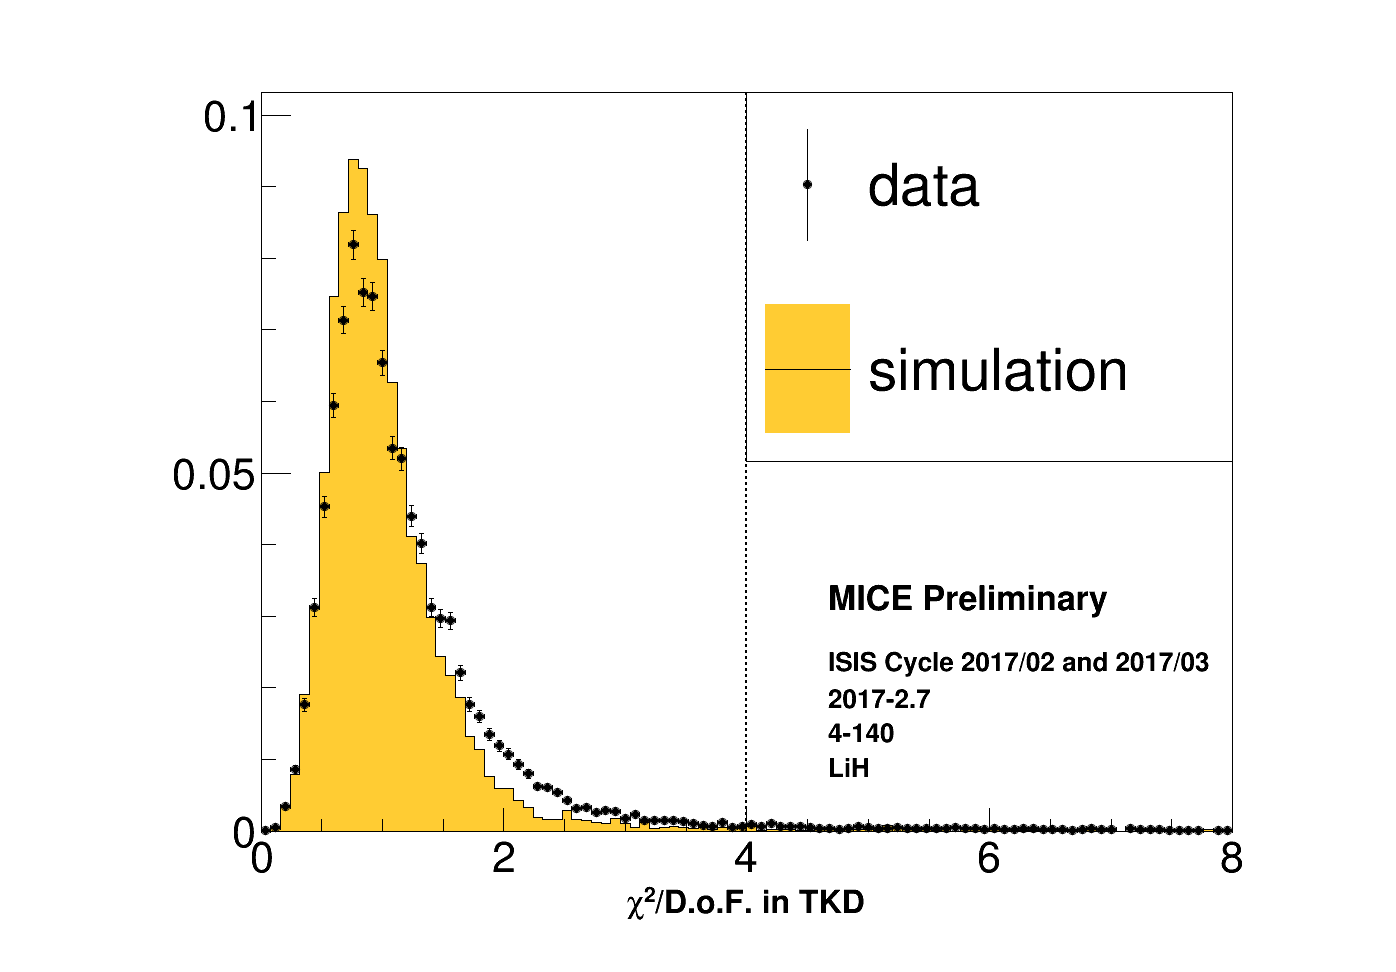 0.1
0.05
0
0 2 4 6 8
χ²/D.o.F. in TKD
data
simulation
MICE Preliminary
ISIS Cycle 2017/02 and 2017/03
2017-2.7
4-140
LiH